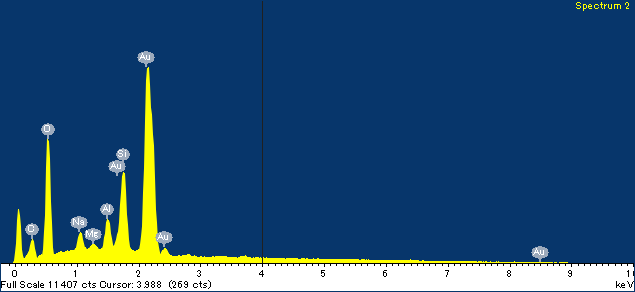 Spectrum 2
Au
O
Si
Au
C
Na
Mg
Al
Au
Au
0 1 2 3 4 5 6 7 8 9 10
Full Scale 11407 cts Cursor: 3.988 (269 cts) keV